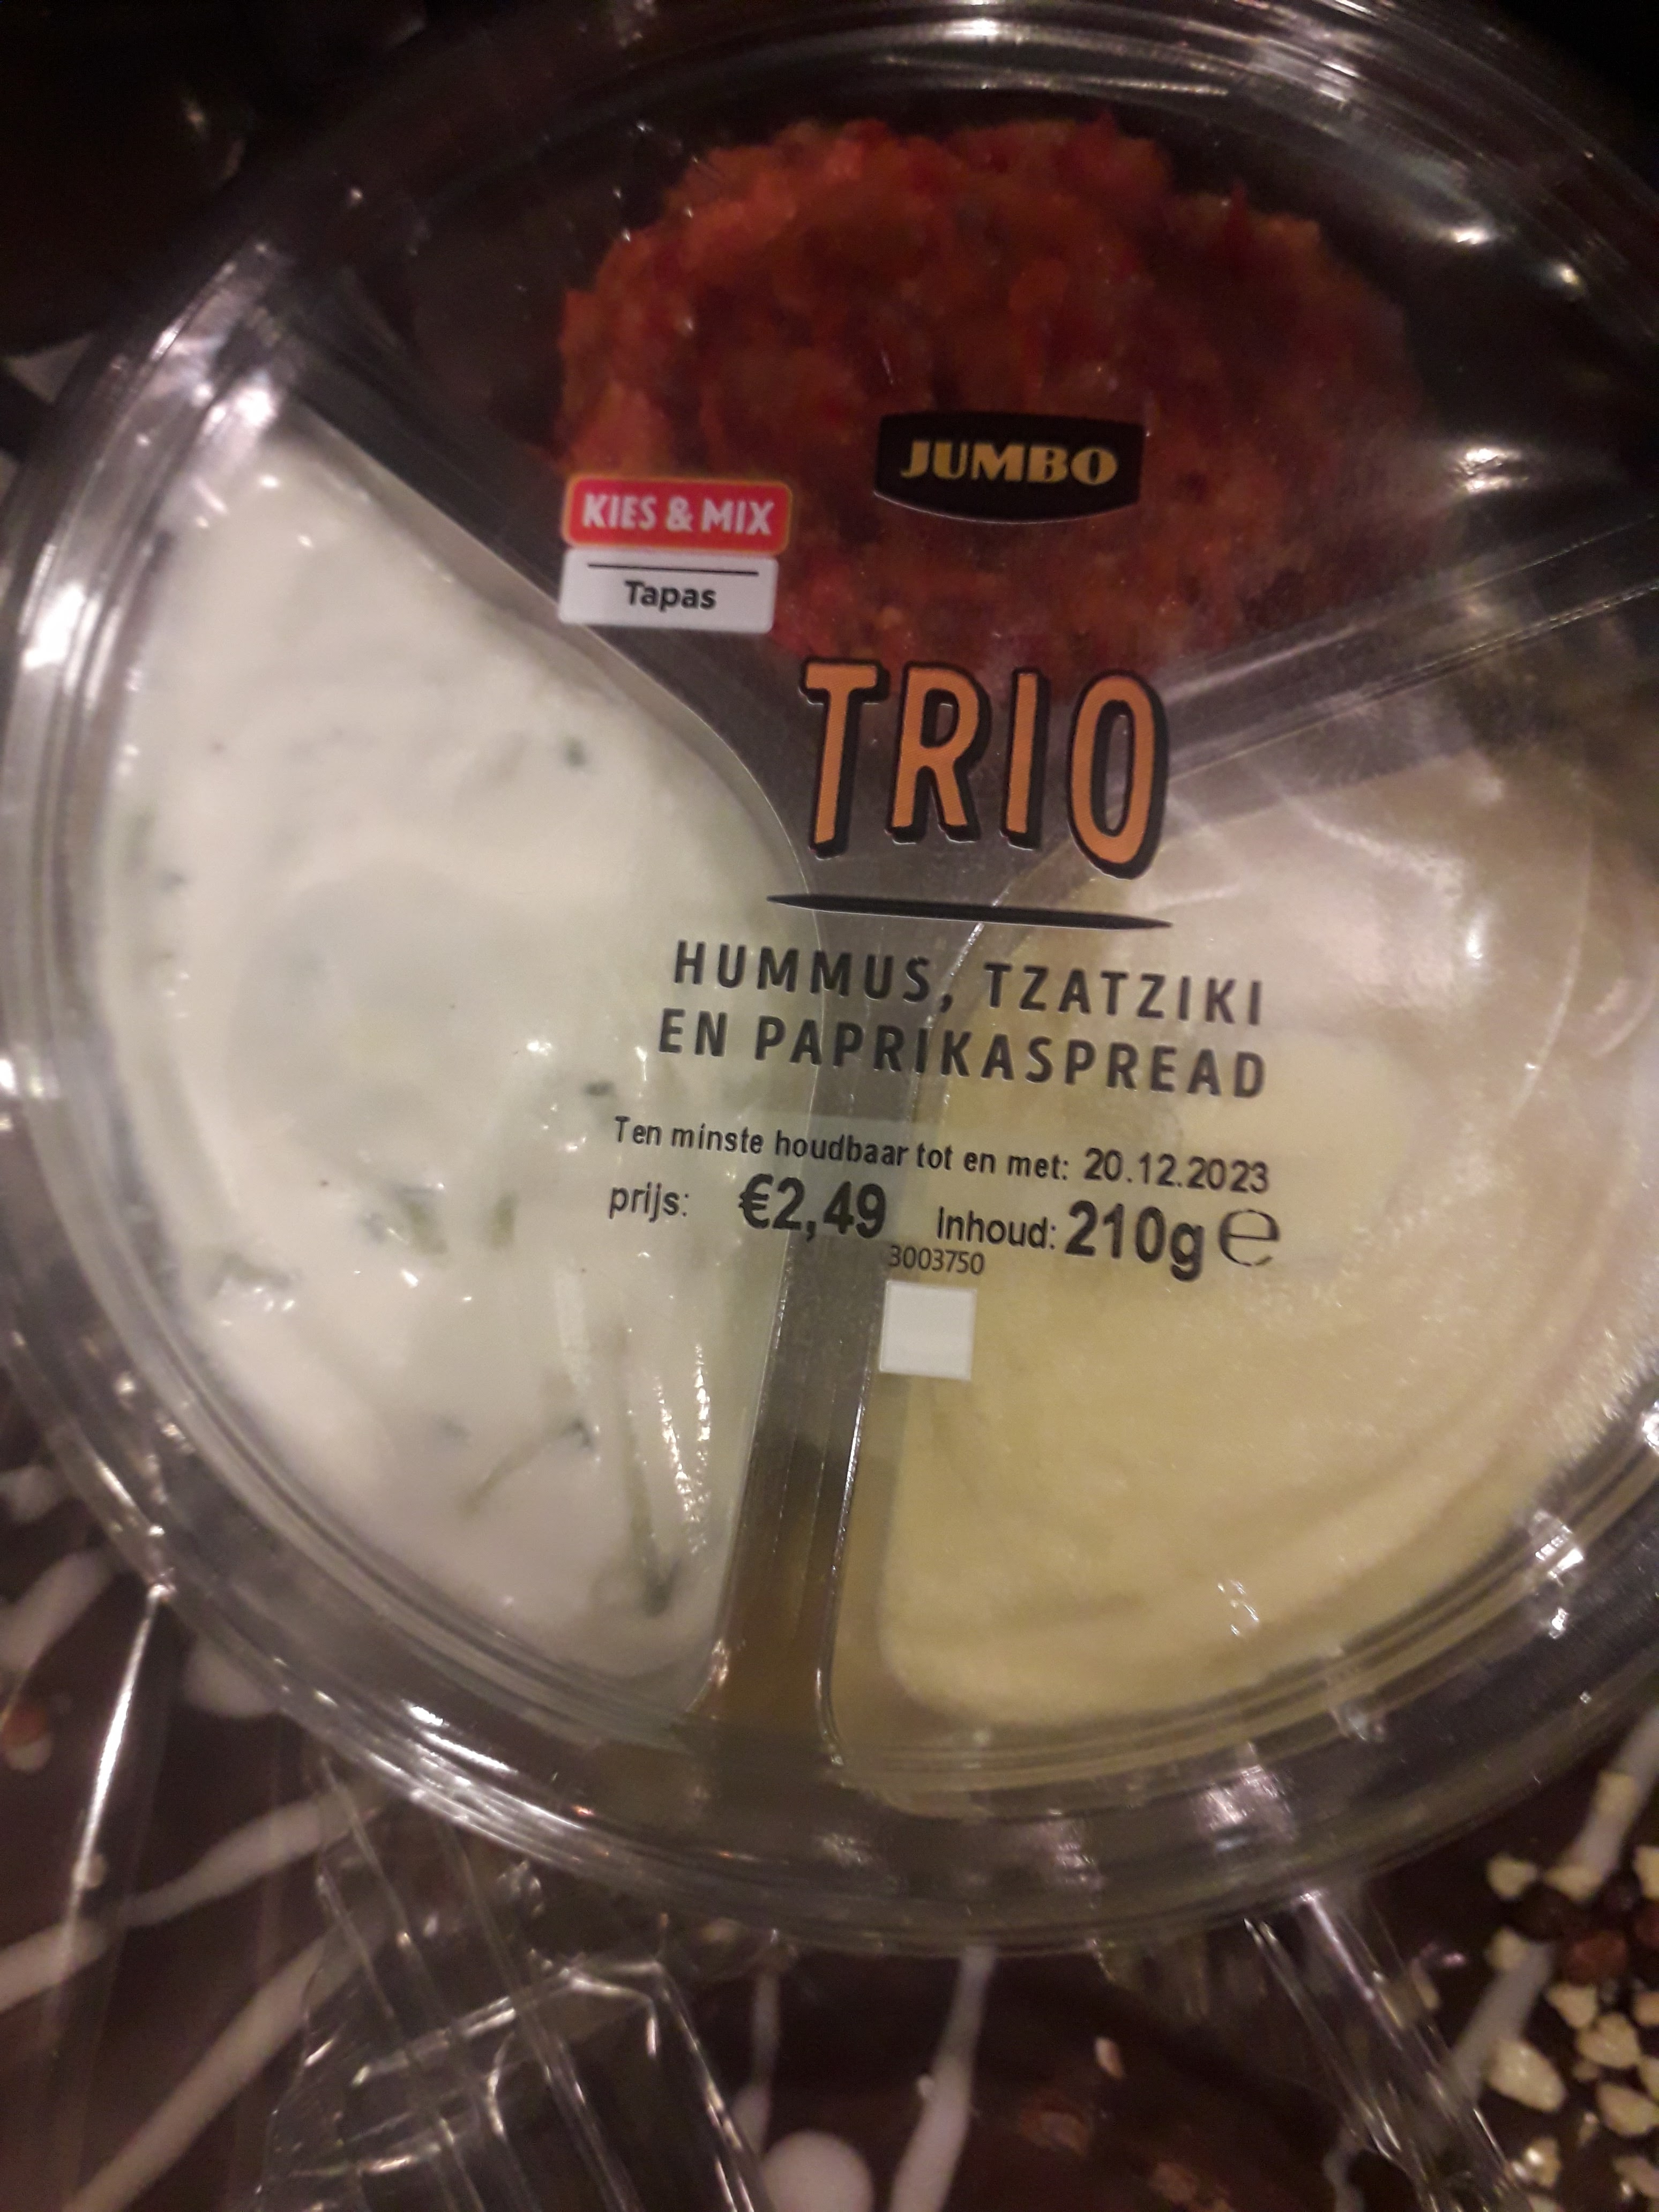 JUMBO
KIES & MIX
Tapas
TRIO
HUMMUS, TZATZIKI
EN PAPRIKASPREAD
Ten minste houdbaar tot en met: 20.12.2023
prijs: €2,49 Inhoud: 210g ℮
3003750